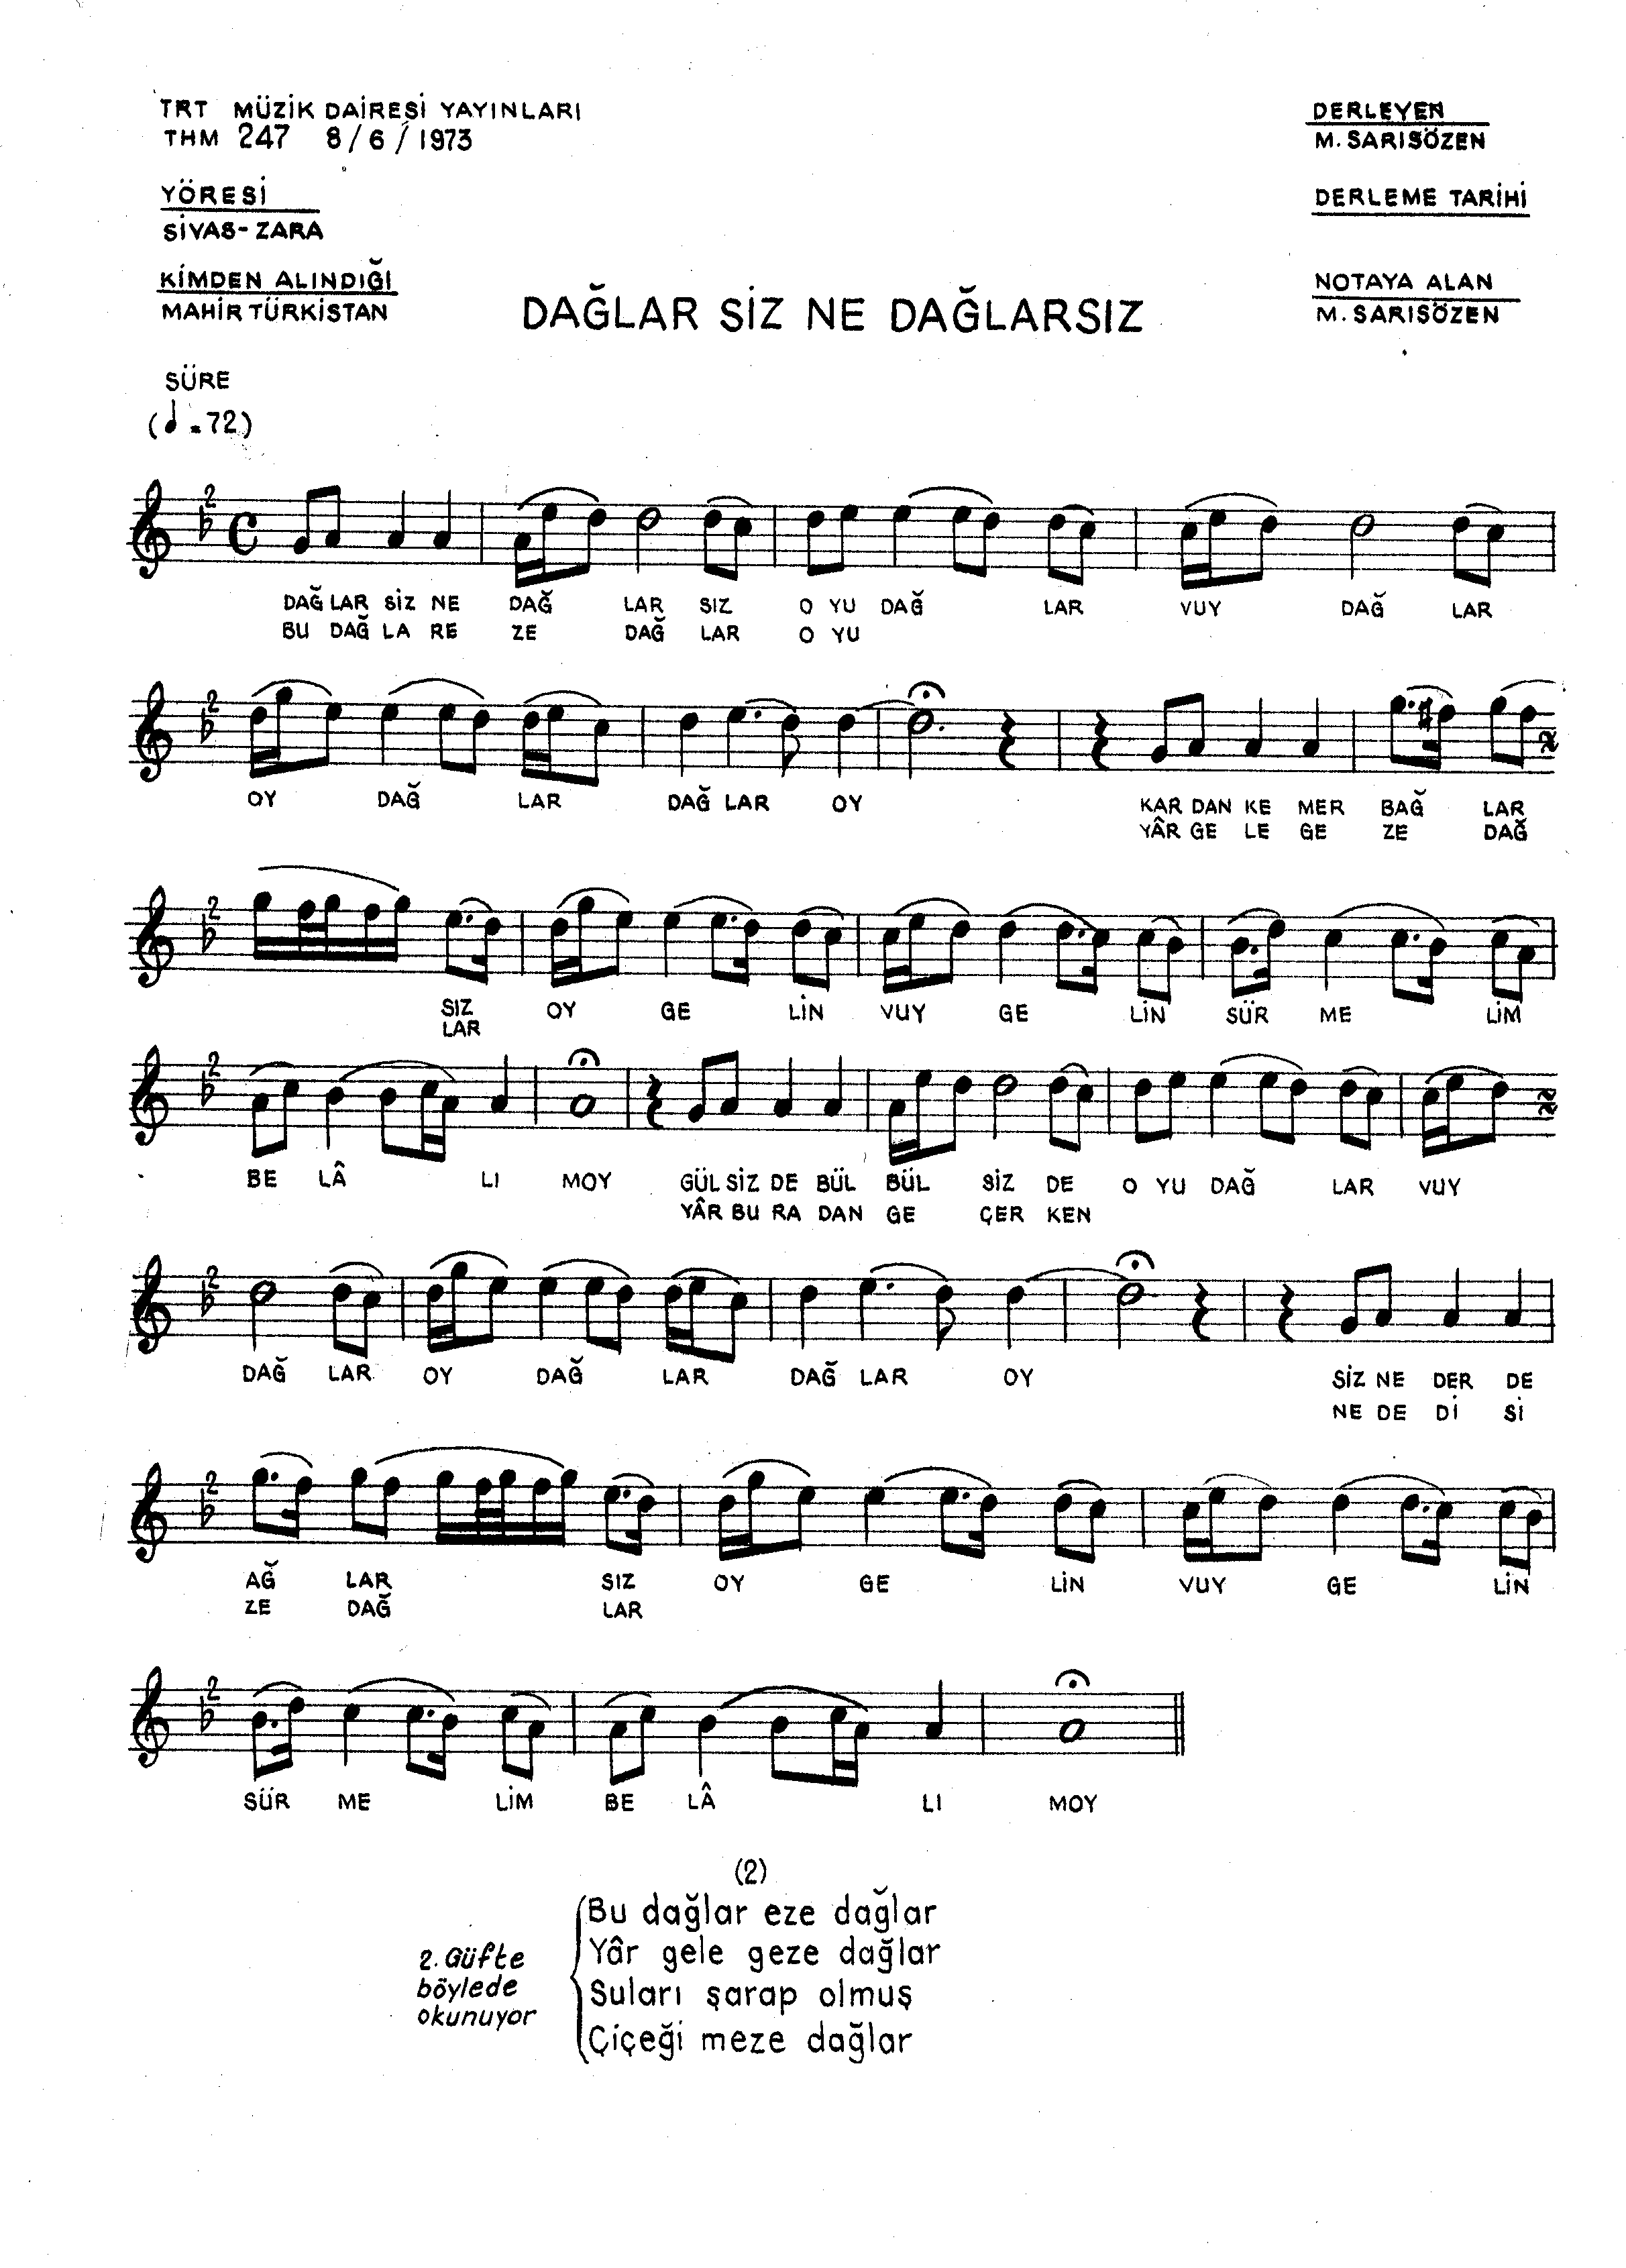 TRT MÜZİK DAİRESİ YAYINLARI
THM 247 8/6/1973
DERLEYEN
M. SARISÖZEN
YÖRESİ
SİVAS-ZARA
DERLEME TARİHİ
KİMDEN ALINDIĞI
MAHİR TÜRKİSTAN
NOTAYA ALAN
M. SARISÖZEN
DAĞLAR SİZ NE DAĞLARSIZ
SÜRE
(♩=72)
DAĞ LAR SİZ NE DAĞ LAR SIZ O YU DAĞ LAR VUY DAĞ LAR
BU DAĞ LA RE ZE DAĞ LAR O YU
OY DAĞ LAR DAĞ LAR OY KAR DAN KE MER BAĞ LAR
YÂR GE LE GE ZE DAĞ
SIZ OY GE LİN VUY GE LİN SÜR ME LİM
LAR
BE LÂ LI MOY GÜL SİZ DE BÜL BÜL SİZ DE O YU DAĞ LAR VUY
YÂR BU RA DAN GE ÇER KEN
DAĞ LAR OY DAĞ LAR DAĞ LAR OY SİZ NE DER DE
NE DE Dİ Sİ
AĞ LAR SIZ OY GE LİN VUY GE LİN
ZE DAĞ LAR
SÜR ME LİM BE LÂ LI MOY
(2)
Bu dağlar eze dağlar
Yâr gele geze dağlar
Suları şarap olmuş
Çiçeği meze dağlar
2. Güfte
böylede
okunuyor